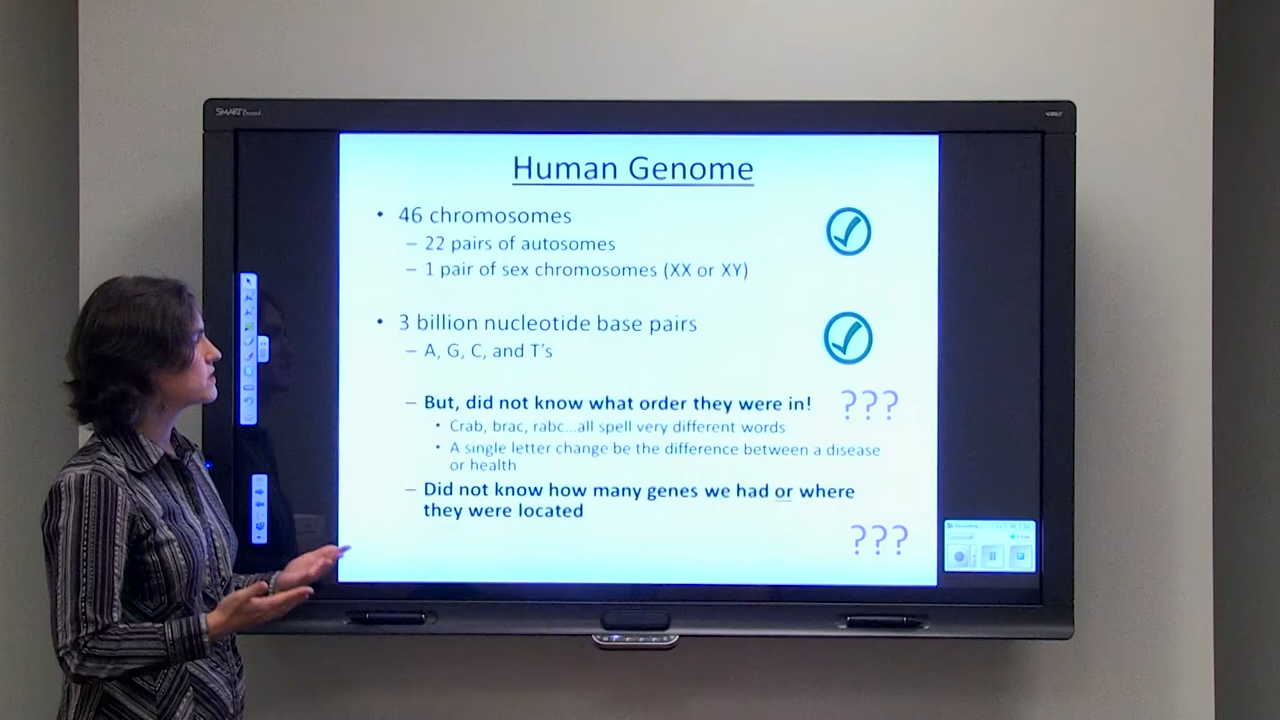 SMART Board
Human Genome
• 46 chromosomes
– 22 pairs of autosomes
– 1 pair of sex chromosomes (XX or XY)
• 3 billion nucleotide base pairs
– A, G, C, and T's
– But, did not know what order they were in! ???
• Crab, brac, rabc...all spell very different words
• A single letter change be the difference between a disease
or health
– Did not know how many genes we had or where
they were located
???